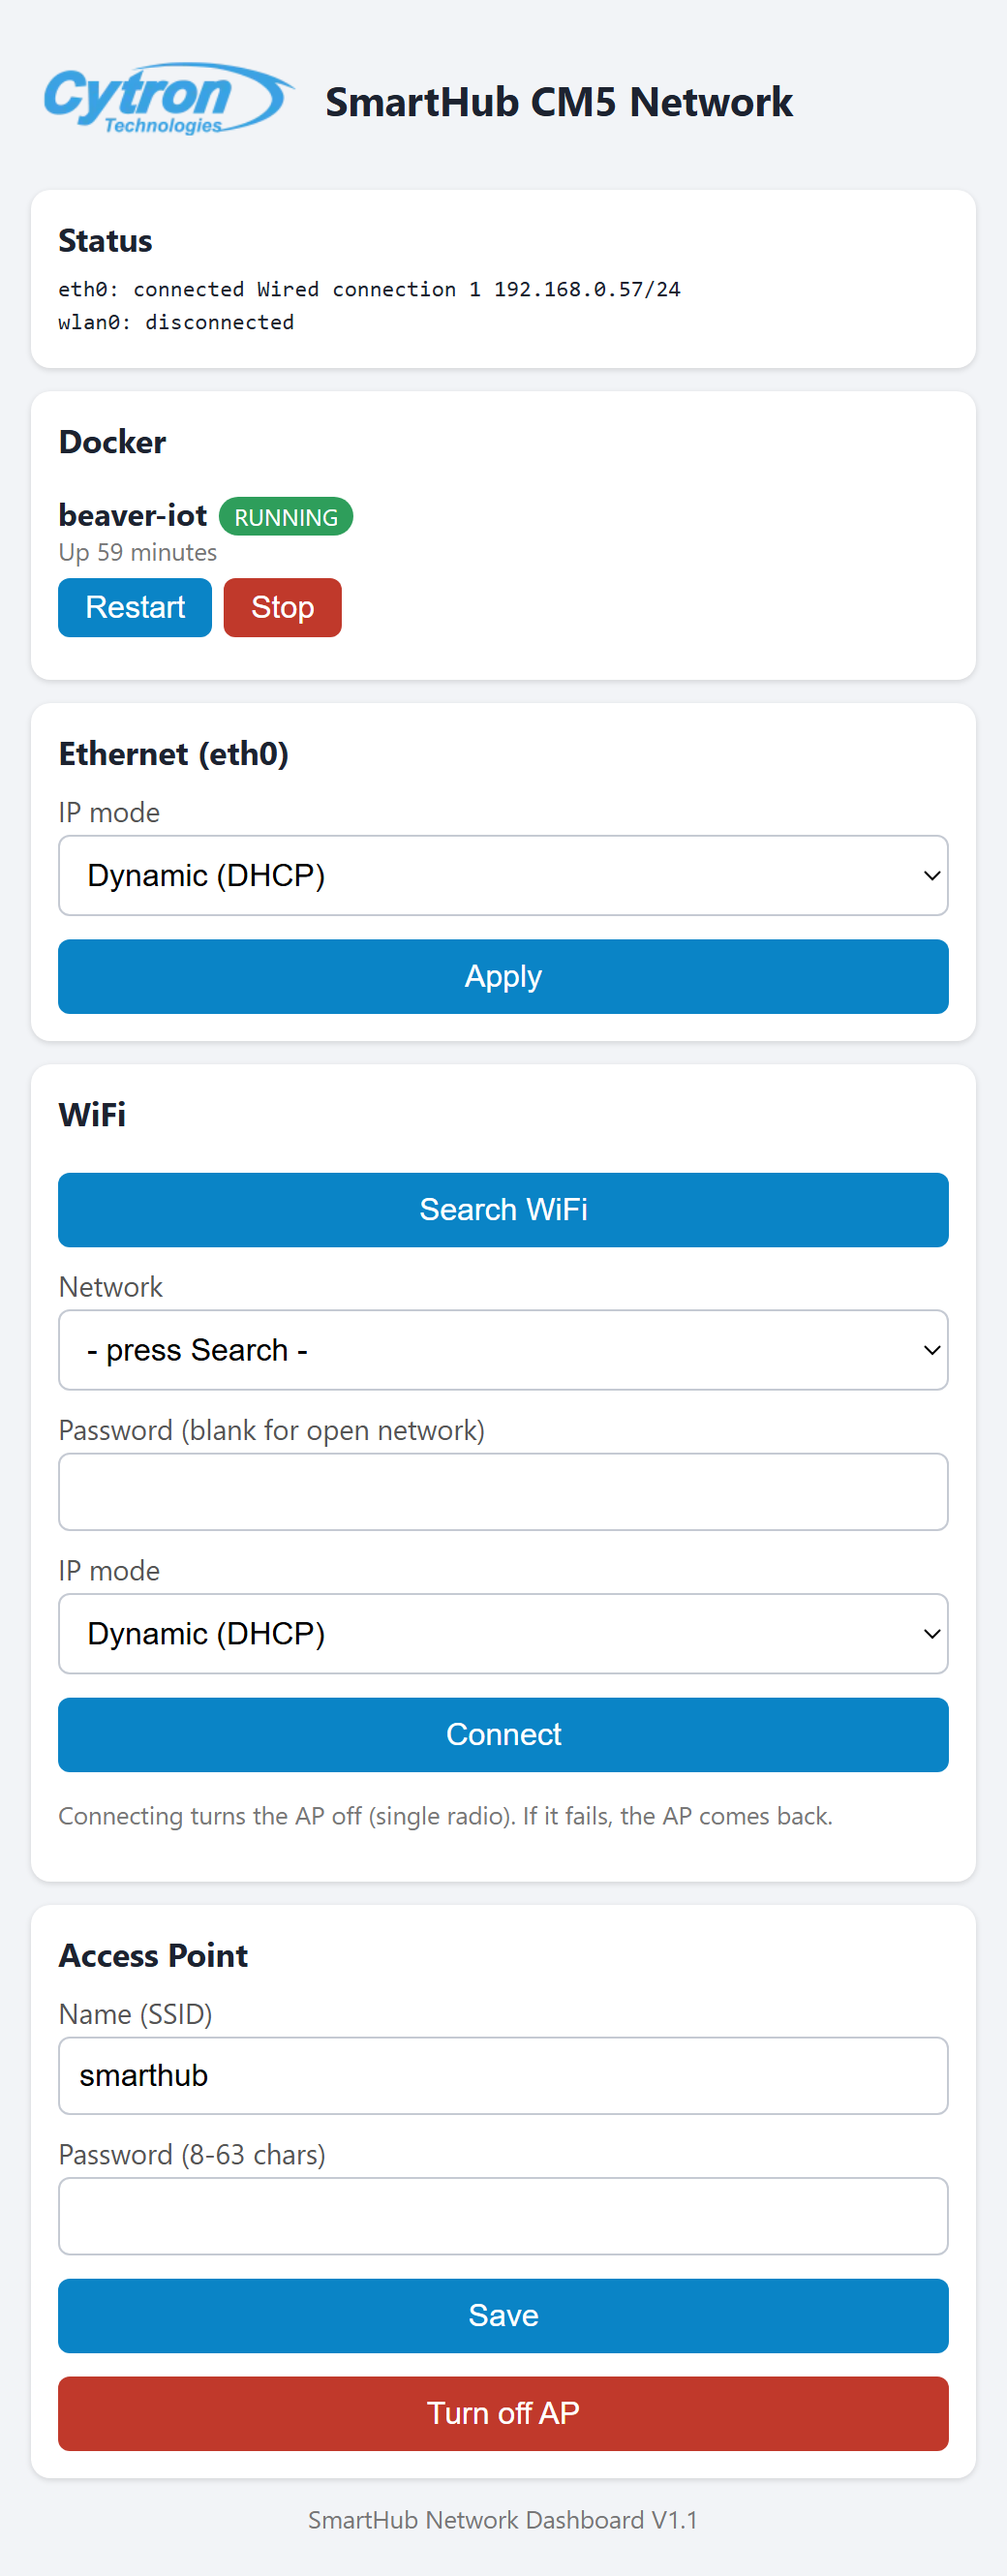 Cytron
Technologies
SmartHub CM5 Network
Status
eth0: connected Wired connection 1 192.168.0.57/24
wlan0: disconnected
Docker
beaver-iot RUNNING
Up 59 minutes
Restart Stop
Ethernet (eth0)
IP mode
Dynamic (DHCP)
Apply
WiFi
Search WiFi
Network
- press Search -
Password (blank for open network)
IP mode
Dynamic (DHCP)
Connect
Connecting turns the AP off (single radio). If it fails, the AP comes back.
Access Point
Name (SSID)
smarthub
Password (8-63 chars)
Save
Turn off AP
SmartHub Network Dashboard V1.1